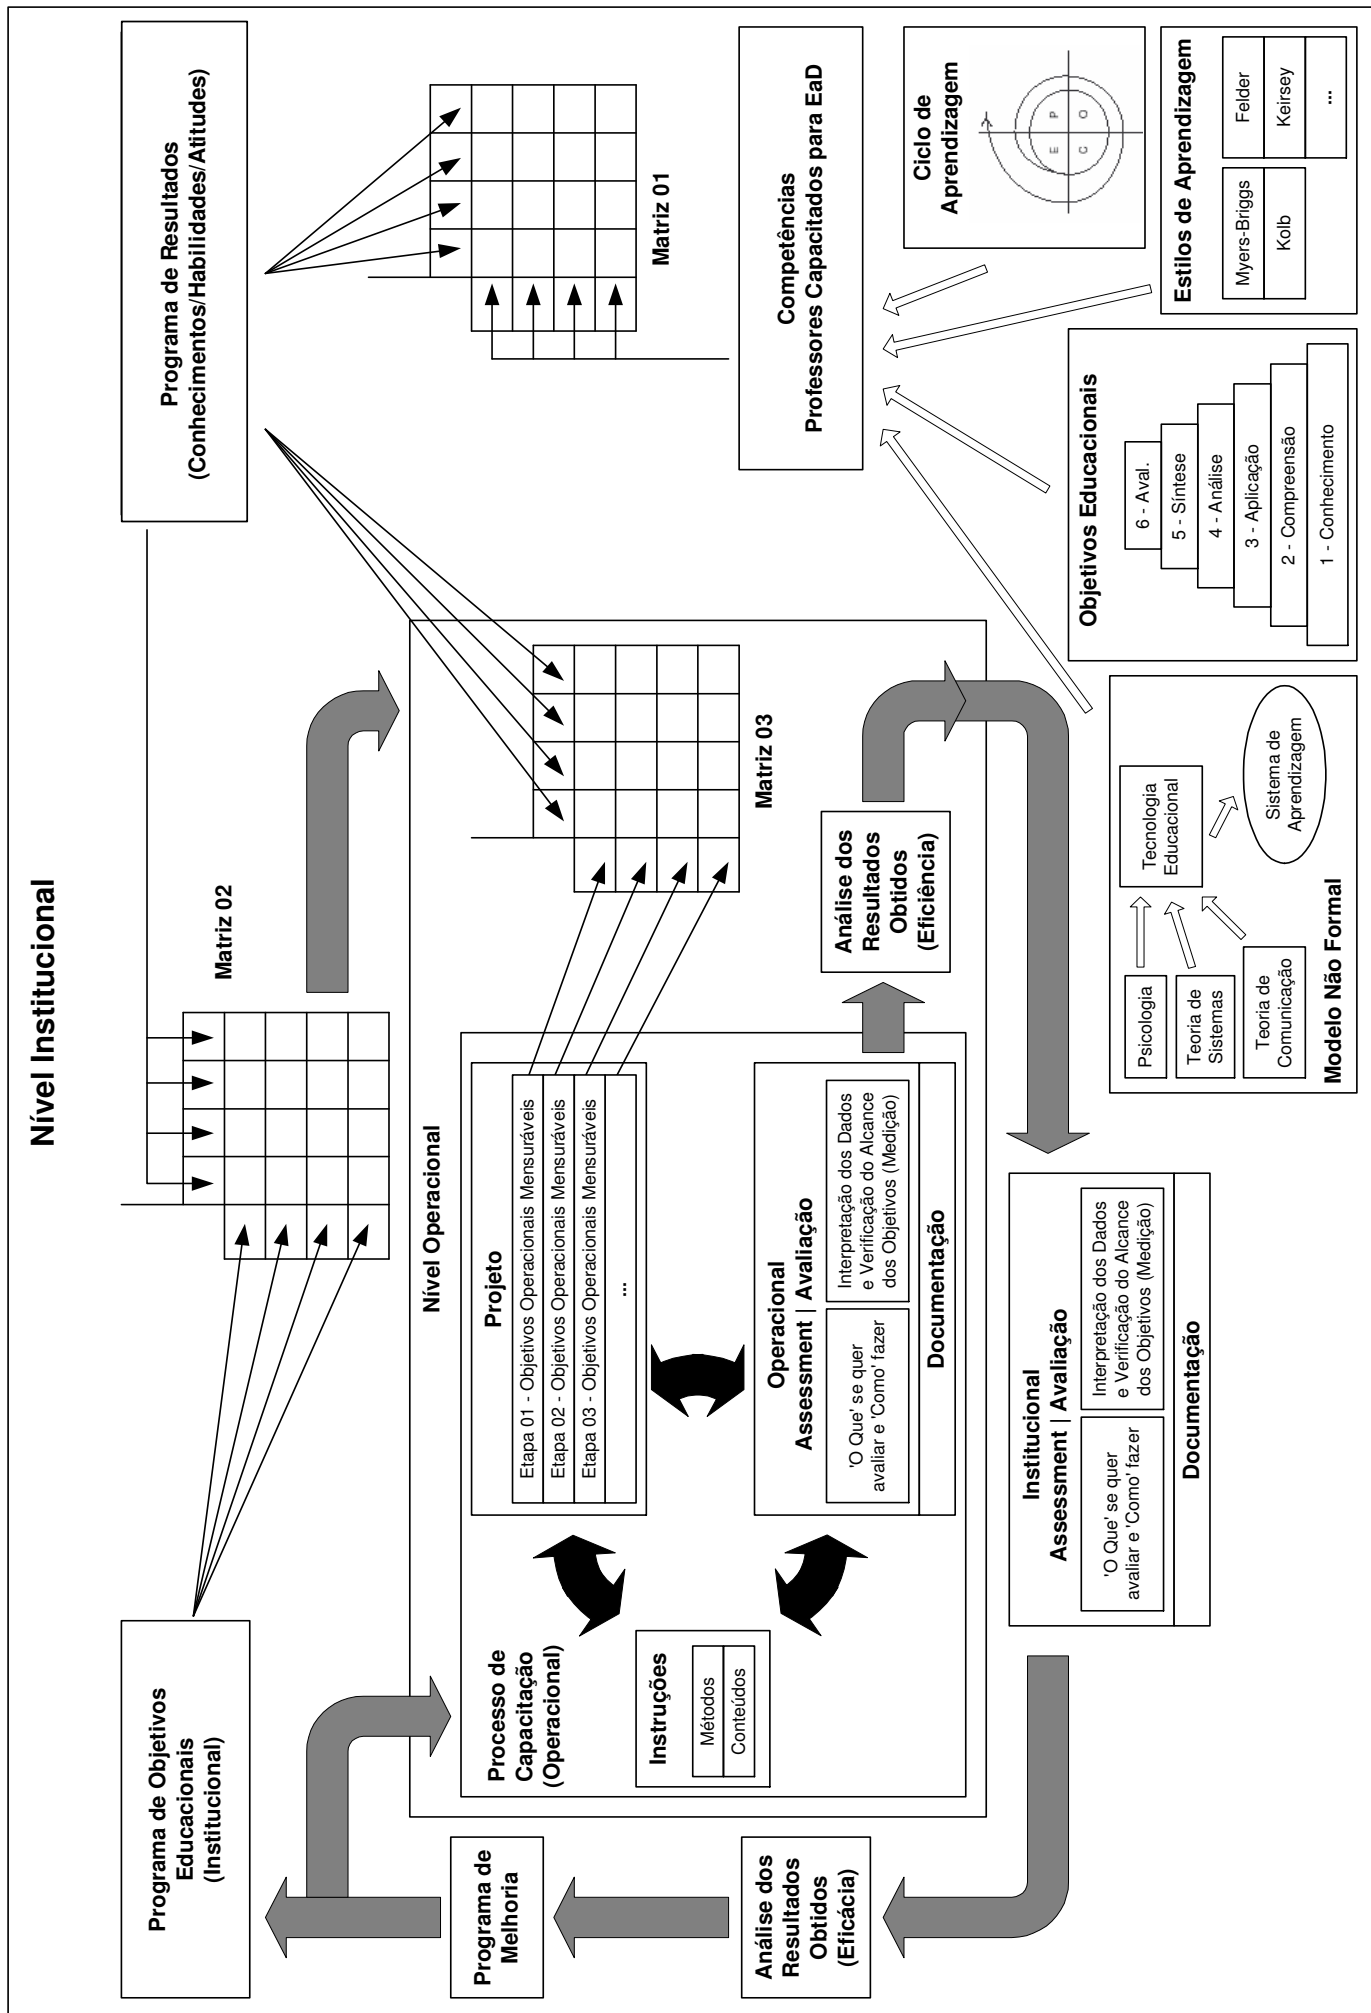 Nível Institucional
Programa de Objetivos
Educacionais
(Institucional)
Matriz 02
Programa de Resultados
(Conhecimentos/Habilidades/Atitudes)
Matriz 01
Nível Operacional
Processo de
Capacitação
(Operacional)
Projeto
Etapa 01 - Objetivos Operacionais Mensuráveis
Etapa 02 - Objetivos Operacionais Mensuráveis
Etapa 03 - Objetivos Operacionais Mensuráveis
...
Matriz 03
Instruções
Métodos
Conteúdos
Operacional
Assessment | Avaliação
'O Que' se quer
avaliar e 'Como' fazer
Interpretação dos Dados
e Verificação do Alcance
dos Objetivos (Medição)
Documentação
Análise dos
Resultados
Obtidos
(Eficiência)
Programa de
Melhoria
Análise dos
Resultados
Obtidos
(Eficácia)
Institucional
Assessment | Avaliação
'O Que' se quer
avaliar e 'Como' fazer
Interpretação dos Dados
e Verificação do Alcance
dos Objetivos (Medição)
Documentação
Competências
Professores Capacitados para EaD
Ciclo de
Aprendizagem
E
P
C
O
Modelo Não Formal
Psicologia
Teoria de
Sistemas
Teoria de
Comunicação
Tecnologia
Educacional
Sistema de
Aprendizagem
Objetivos Educacionais
6 - Aval.
5 - Síntese
4 - Análise
3 - Aplicação
2 - Compreensão
1 - Conhecimento
Estilos de Aprendizagem
Myers-Briggs
Felder
Kolb
Keirsey
...